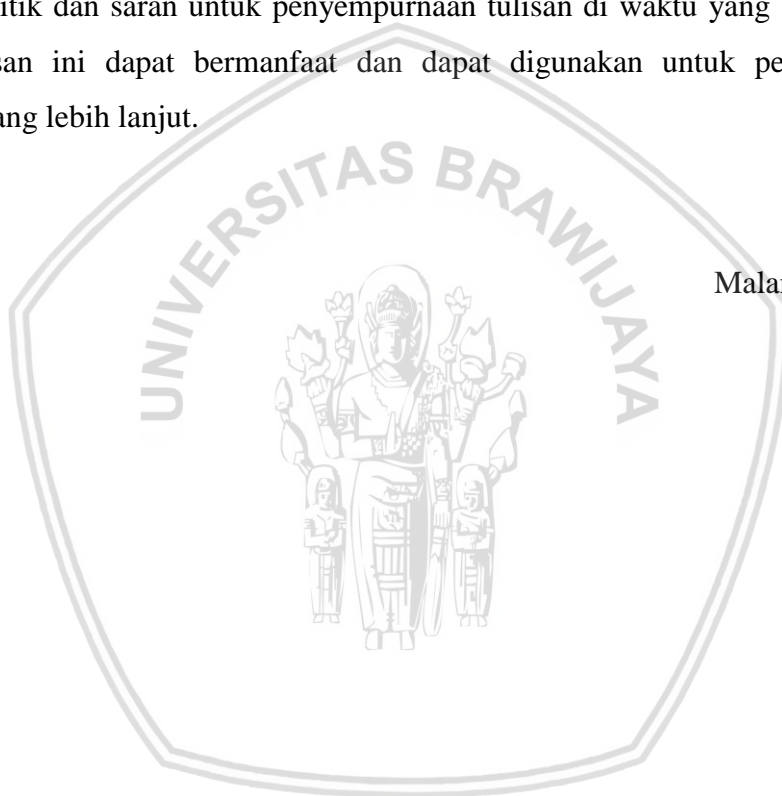 itik dan saran untuk penyempurnaan tulisan di waktu yang
san ini dapat bermanfaat dan dapat digunakan untuk pe
ang lebih lanjut.
UNIVERSITAS BRAWIJAYA
Mala